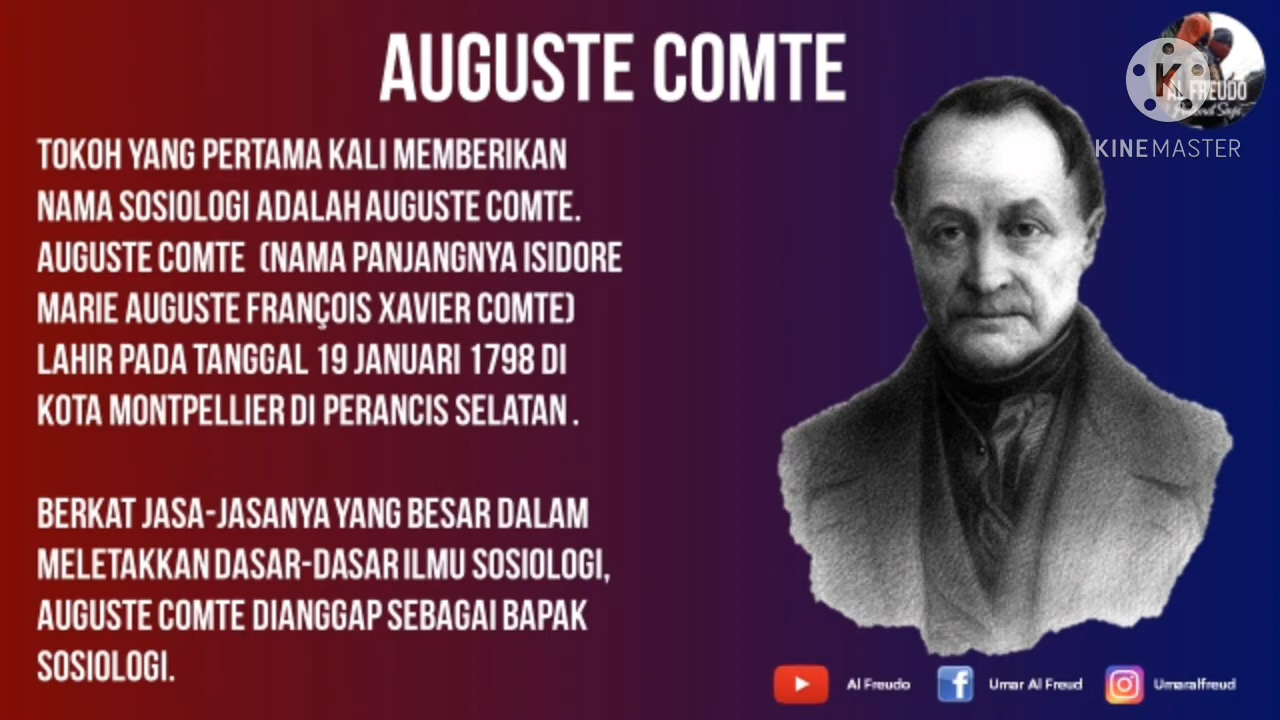 AUGUSTE COMTE
TOKOH YANG PERTAMA KALI MEMBERIKAN
NAMA SOSIOLOGI ADALAH AUGUSTE COMTE.
AUGUSTE COMTE (NAMA PANJANGNYA ISIDORE
MARIE AUGUSTE FRANÇOIS XAVIER COMTE)
LAHIR PADA TANGGAL 19 JANUARI 1798 DI
KOTA MONTPELLIER DI PERANCIS SELATAN.
BERKAT JASA-JASANYA YANG BESAR DALAM
MELETAKKAN DASAR-DASAR ILMU SOSIOLOGI,
AUGUSTE COMTE DIANGGAP SEBAGAI BAPAK
SOSIOLOGI.
K
AL FREUDO
KINEMASTER
Al Freudo
Umar Al Freud
Umaralfreud